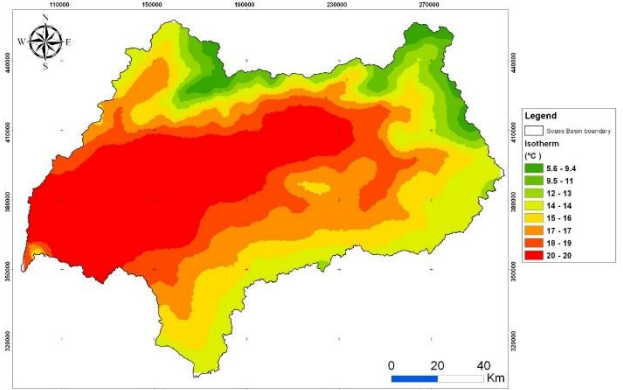 110000 150000 190000 230000 270000
N
W E
S
440000 440000
410000 410000
380000 380000
350000 350000
320000 320000
Legend
Souss Basin boundary
Isotherm
(°C )
5.6 - 9.4
9.5 - 11
12 - 13
14 - 14
15 - 16
17 - 17
18 - 19
20 - 20
0 20 40
Km